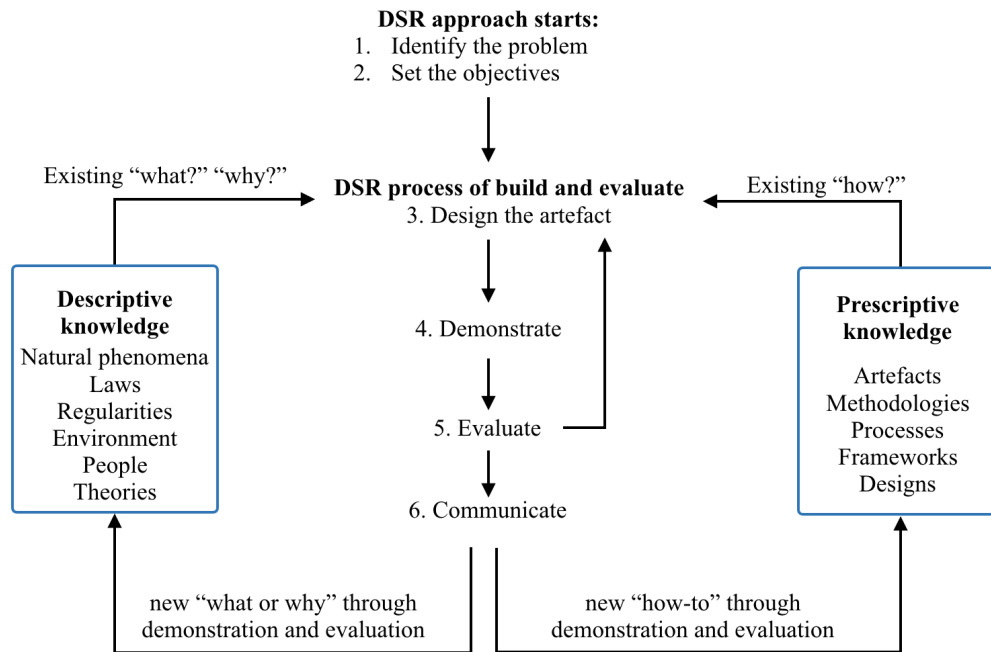 DSR approach starts:
1. Identify the problem
2. Set the objectives
Existing “what?” “why?”
DSR process of build and evaluate
Existing “how?”
3. Design the artefact
Descriptive
knowledge
Natural phenomena
Laws
Regularities
Environment
People
Theories
4. Demonstrate
5. Evaluate
6. Communicate
Prescriptive
knowledge
Artefacts
Methodologies
Processes
Frameworks
Designs
new “what or why” through
demonstration and evaluation
new “how-to” through
demonstration and evaluation